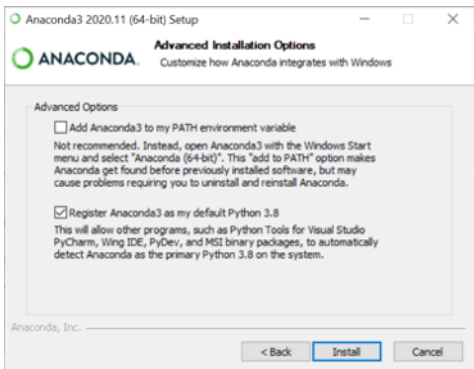 Anaconda3 2020.11 (64-bit) Setup
ANACONDA.
Advanced Installation Options
Customize how Anaconda integrates with Windows
Advanced Options
Add Anaconda3 to my PATH environment variable
Not recommended. Instead, open Anaconda3 with the Windows Start
menu and select "Anaconda (64-bit)". This "add to PATH" option makes
Anaconda get found before previously installed software, but may
cause problems requiring you to uninstall and reinstall Anaconda.
Register Anaconda3 as my default Python 3.8
This will allow other programs, such as Python Tools for Visual Studio
PyCharm, Wing IDE, PyDev, and MSI binary packages, to automatically
detect Anaconda as the primary Python 3.8 on the system.
Anaconda, Inc.
< Back
Install
Cancel